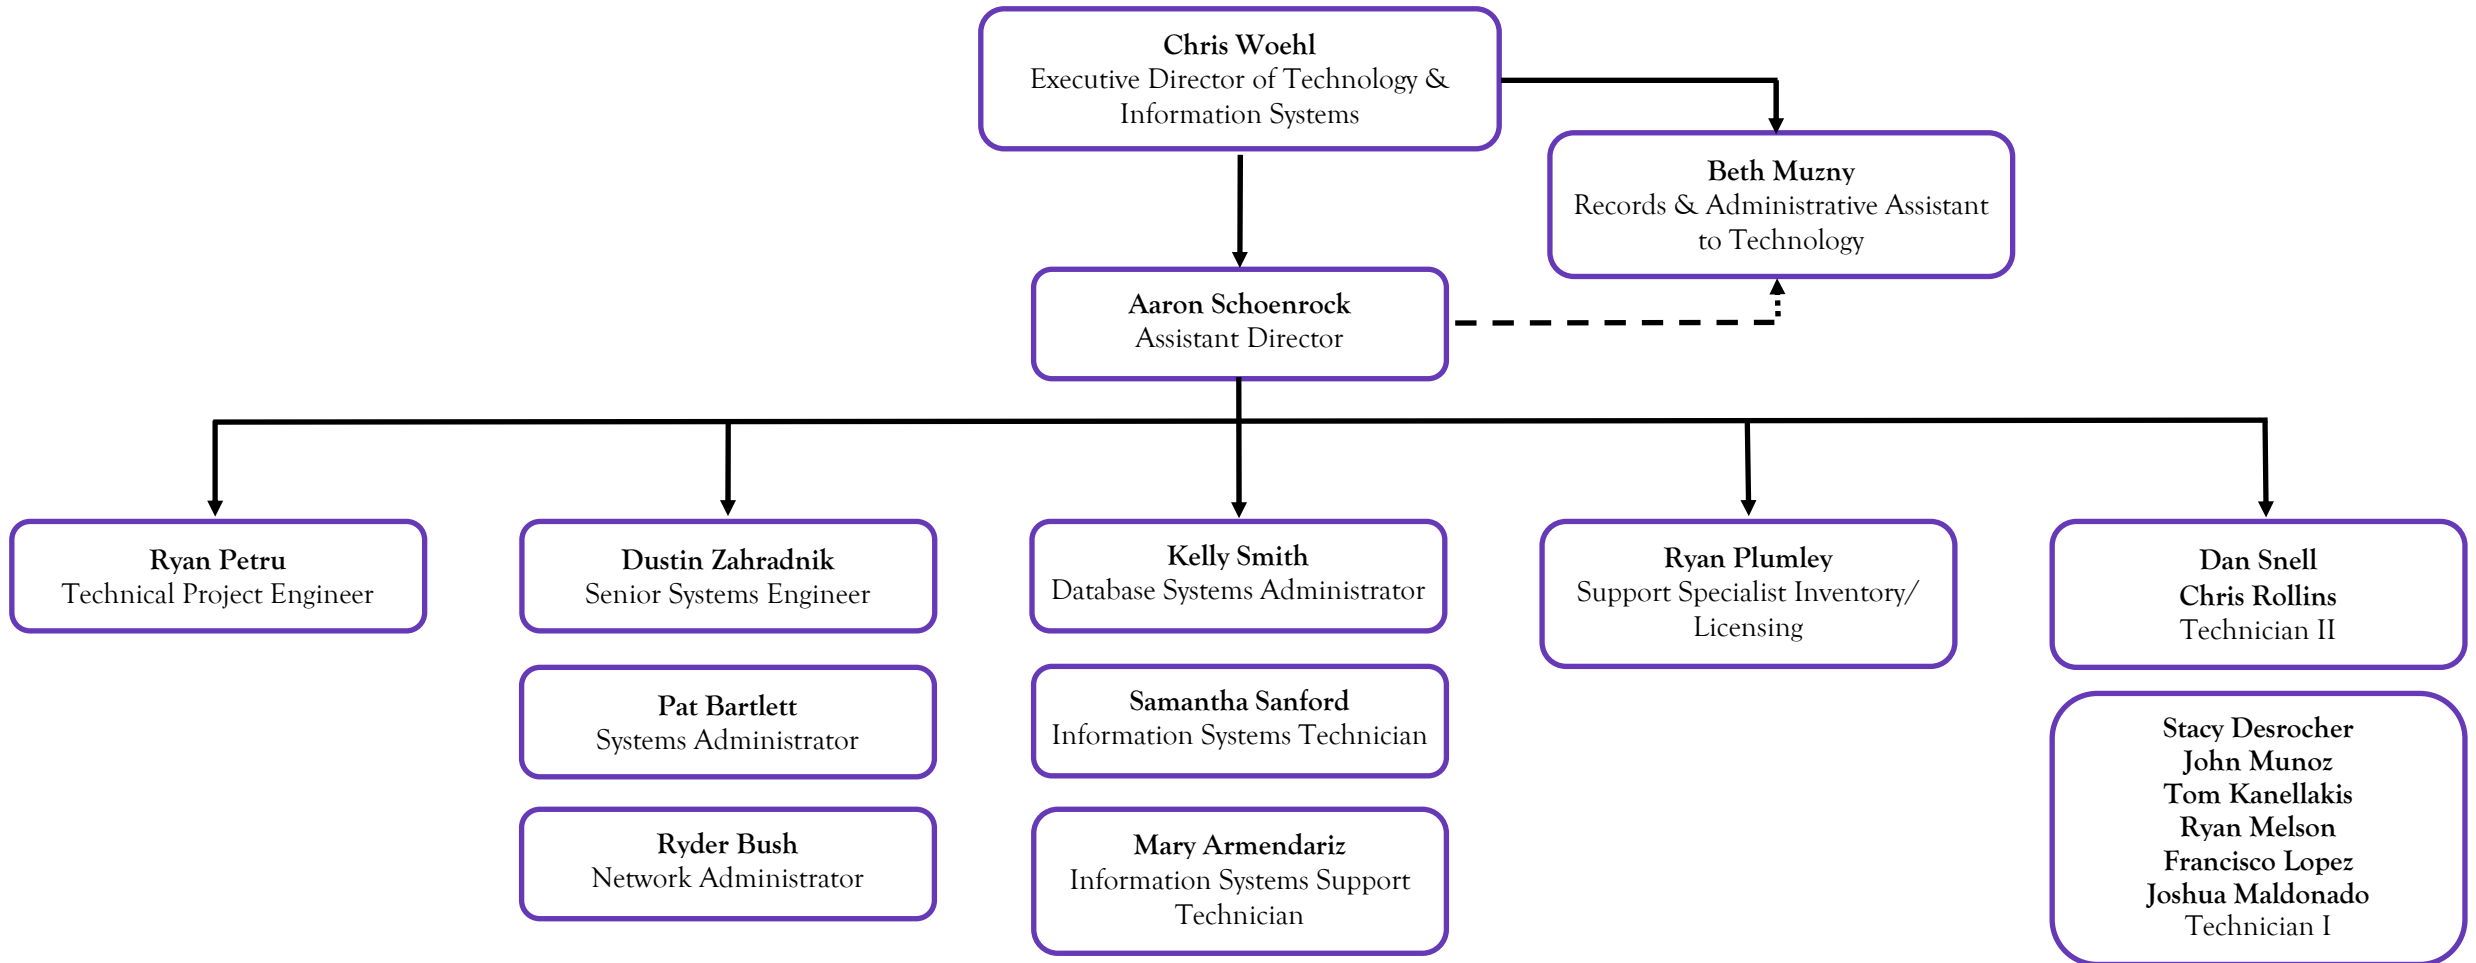 Chris Woehl
Executive Director of Technology &
Information Systems
Beth Muzny
Records & Administrative Assistant
to Technology
Aaron Schoenrock
Assistant Director
Ryan Petru
Technical Project Engineer
Dustin Zahradnik
Senior Systems Engineer
Pat Bartlett
Systems Administrator
Ryder Bush
Network Administrator
Kelly Smith
Database Systems Administrator
Samantha Sanford
Information Systems Technician
Mary Armendariz
Information Systems Support
Technician
Ryan Plumley
Support Specialist Inventory/
Licensing
Dan Snell
Chris Rollins
Technician II
Stacy Desrocher
John Munoz
Tom Kanellakis
Ryan Melson
Francisco Lopez
Joshua Maldonado
Technician I